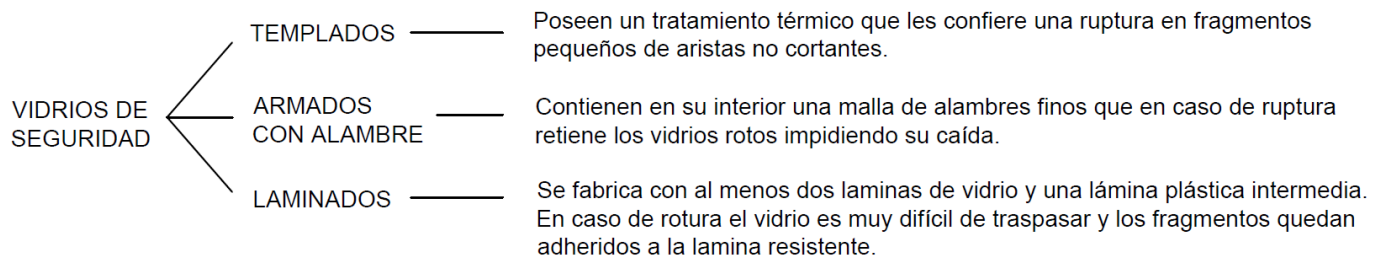 TEMPLADOS
Poseen un tratamiento térmico que les confiere una ruptura en fragmentos
pequeños de aristas no cortantes.
VIDRIOS DE
SEGURIDAD
ARMADOS
CON ALAMBRE
Contienen en su interior una malla de alambres finos que en caso de ruptura
retiene los vidrios rotos impidiendo su caída.
LAMINADOS
Se fabrica con al menos dos laminas de vidrio y una lámina plástica intermedia.
En caso de rotura el vidrio es muy difícil de traspasar y los fragmentos quedan
adheridos a la lamina resistente.